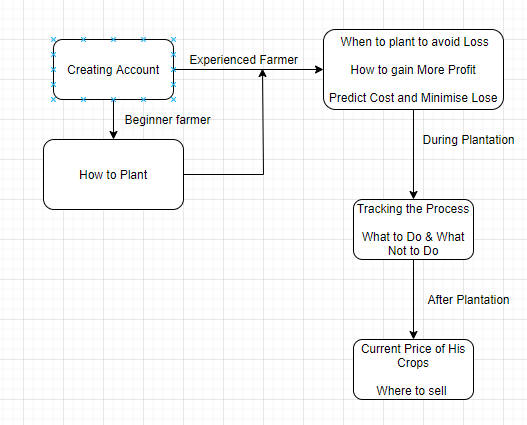 Creating Account
Experienced Farmer
When to plant to avoid Loss
How to gain More Profit
Predict Cost and Minimise Lose
Beginner farmer
How to Plant
During Plantation
Tracking the Process
What to Do & What
Not to Do
After Plantation
Current Price of His
Crops
Where to sell